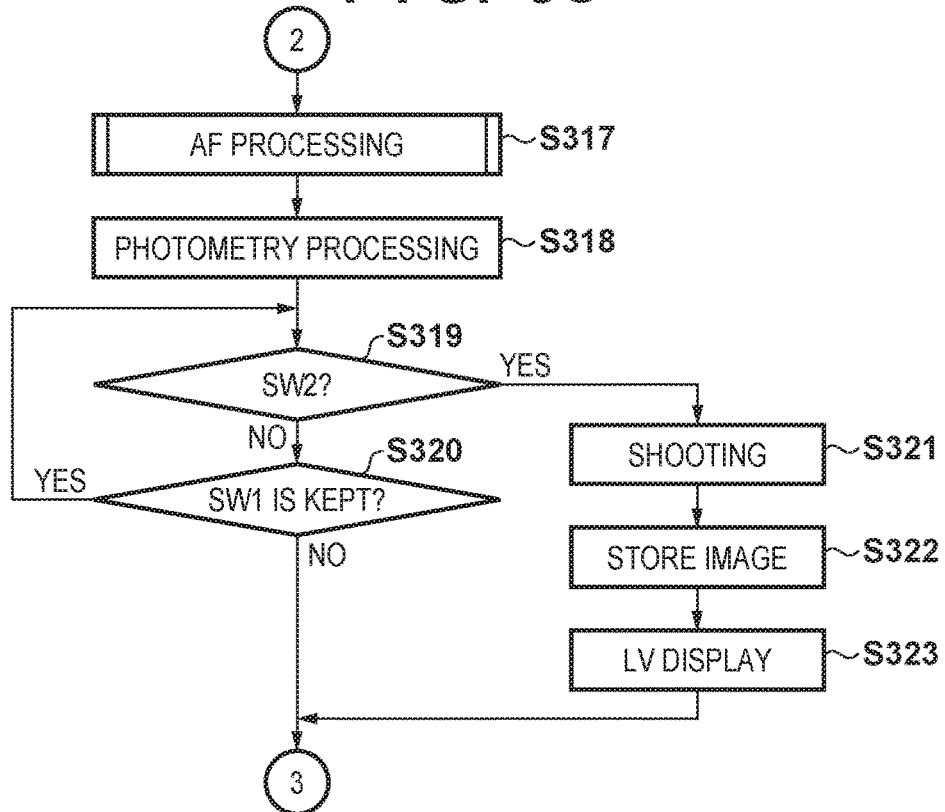 2
AF PROCESSING
S317
PHOTOMETRY PROCESSING
S318
S319
SW2?
YES
NO
S320
SW1 IS KEPT?
YES
NO
SHOOTING
S321
STORE IMAGE
S322
LV DISPLAY
S323
3